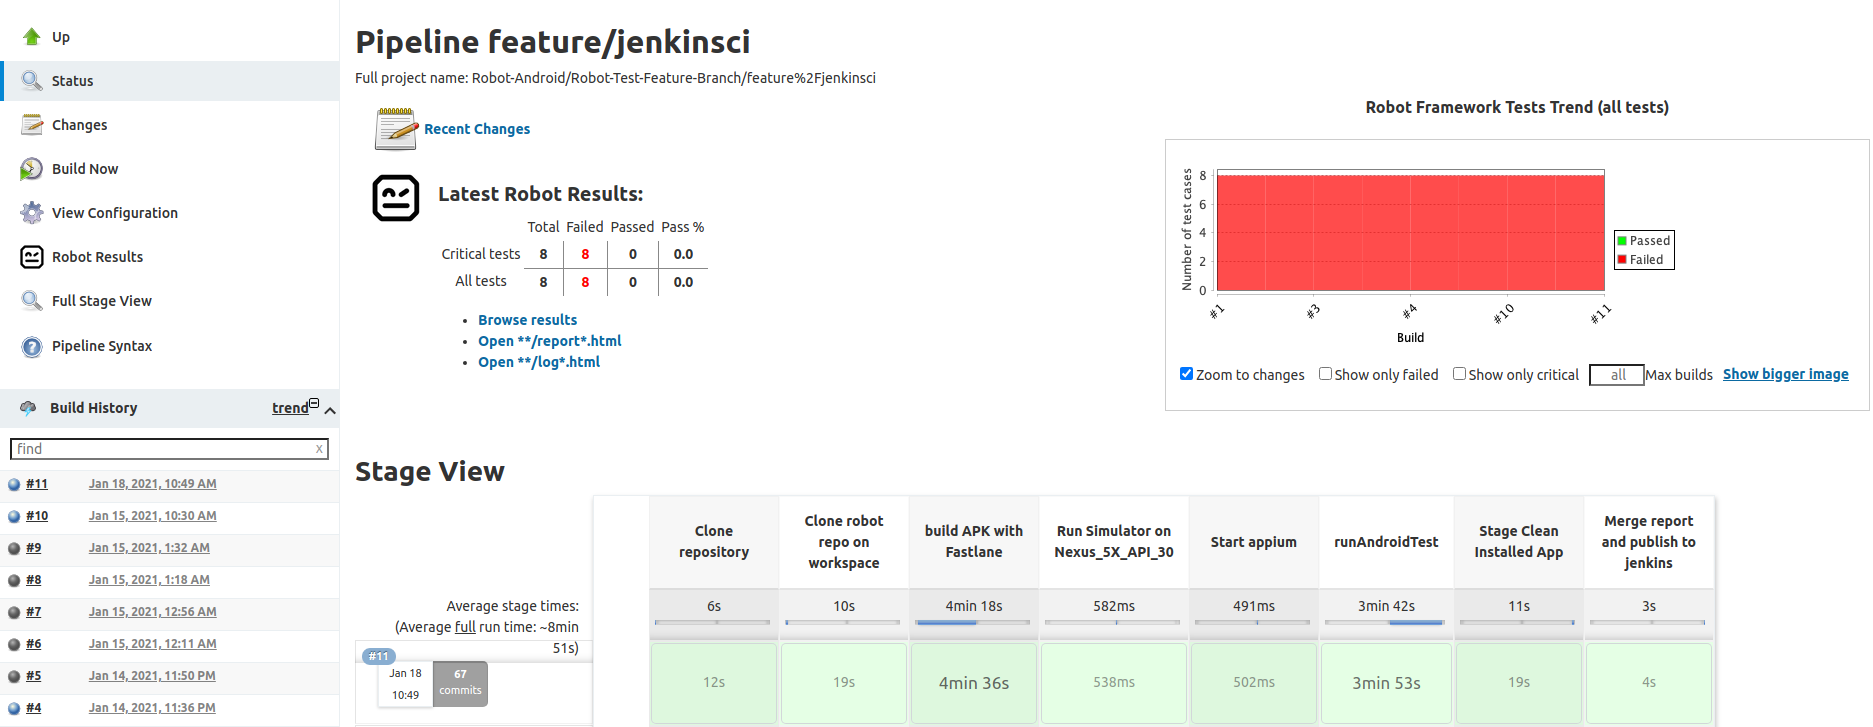 Up
Status
Changes
Build Now
View Configuration
Robot Results
Full Stage View
Pipeline Syntax
Build History trend
find x
#11 Jan 18, 2021, 10:49 AM
#10 Jan 15, 2021, 10:30 AM
#9 Jan 15, 2021, 1:32 AM
#8 Jan 15, 2021, 1:18 AM
#7 Jan 15, 2021, 12:56 AM
#6 Jan 15, 2021, 12:11 AM
#5 Jan 14, 2021, 11:50 PM
#4 Jan 14, 2021, 11:36 PM
Pipeline feature/jenkinsci
Full project name: Robot-Android/Robot-Test-Feature-Branch/feature%2Fjenkinsci
Recent Changes
Latest Robot Results:
Total Failed Passed Pass %
Critical tests 8 8 0 0.0
All tests 8 8 0 0.0
Browse results
Open **/report*.html
Open **/log*.html
Robot Framework Tests Trend (all tests)
Number of test cases
8
6
4
2
0
#1 #3 #4 #10 #11
Build
Passed
Failed
Zoom to changes Show only failed Show only critical all Max builds Show bigger image
Stage View
Clone repository
Clone robot repo on workspace
build APK with Fastlane
Run Simulator on Nexus_5X_API_30
Start appium
runAndroidTest
Stage Clean Installed App
Merge report and publish to jenkins
Average stage times:
(Average full run time: ~8min
51s)
6s 10s 4min 18s 582ms 491ms 3min 42s 11s 3s
#11
Jan 18
10:49
67
commits
12s 19s 4min 36s 538ms 502ms 3min 53s 19s 4s